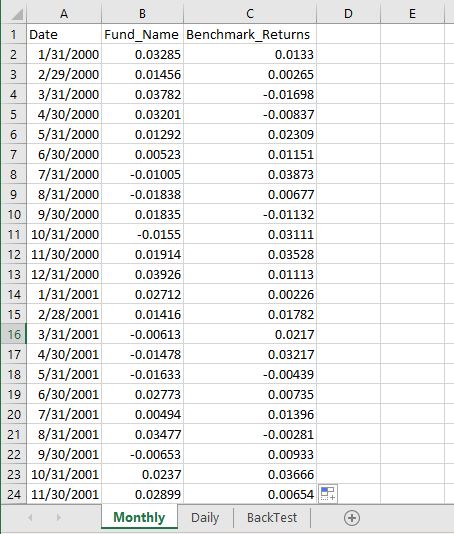 A B C D E
1 Date Fund_Name Benchmark_Returns
2 1/31/2000 0.03285 0.0133
3 2/29/2000 0.01456 0.00265
4 3/31/2000 0.03782 -0.01698
5 4/30/2000 0.03201 -0.00837
6 5/31/2000 0.01292 0.02309
7 6/30/2000 0.00523 0.01151
8 7/31/2000 -0.01005 0.03873
9 8/31/2000 -0.01838 0.00677
10 9/30/2000 0.01835 -0.01132
11 10/31/2000 -0.0155 0.03111
12 11/30/2000 0.01914 0.03528
13 12/31/2000 0.03926 0.01113
14 1/31/2001 0.02712 0.00226
15 2/28/2001 0.01416 0.01782
16 3/31/2001 -0.00613 0.0217
17 4/30/2001 -0.01478 0.03217
18 5/31/2001 -0.01633 -0.00439
19 6/30/2001 0.02773 0.00735
20 7/31/2001 0.00494 0.01396
21 8/31/2001 0.03477 -0.00281
22 9/30/2001 -0.00653 0.00933
23 10/31/2001 0.0237 0.03666
24 11/30/2001 0.02899 0.00654
Monthly Daily BackTest